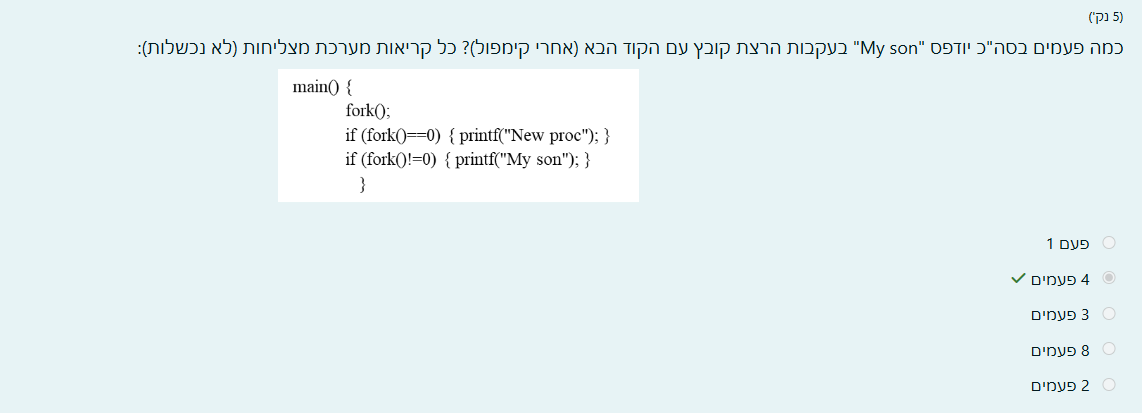 (5 נק')
כמה פעמים בסה"כ יודפס "My son" בעקבות הרצת קובץ עם הקוד הבא (אחרי קימפול)? כל קריאות מערכת מצליחות (לא נכשלות):
main() {
fork();
if (fork()==0) { printf("New proc"); }
if (fork()!=0) { printf("My son"); }
}
פעם 1
4 פעמים
3 פעמים
8 פעמים
2 פעמים